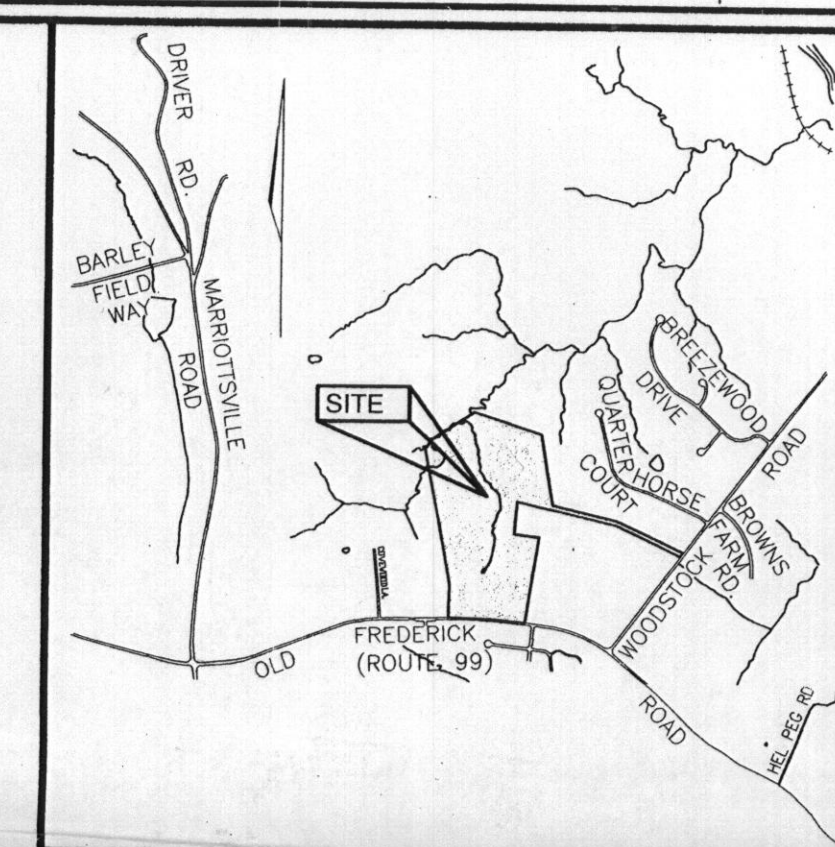 DRIVER
RD.
BARLEY
FIELD
WAY
MARRIOTTSVILLE
ROAD
SITE
BREEZEWOOD
DRIVE
QUARTER HORSE
COURT
ROAD
BROWNS
FARM
RD.
WOODSTOCK
FREDERICK
(ROUTE 99)
OLD
ROAD
HEL PEG RD